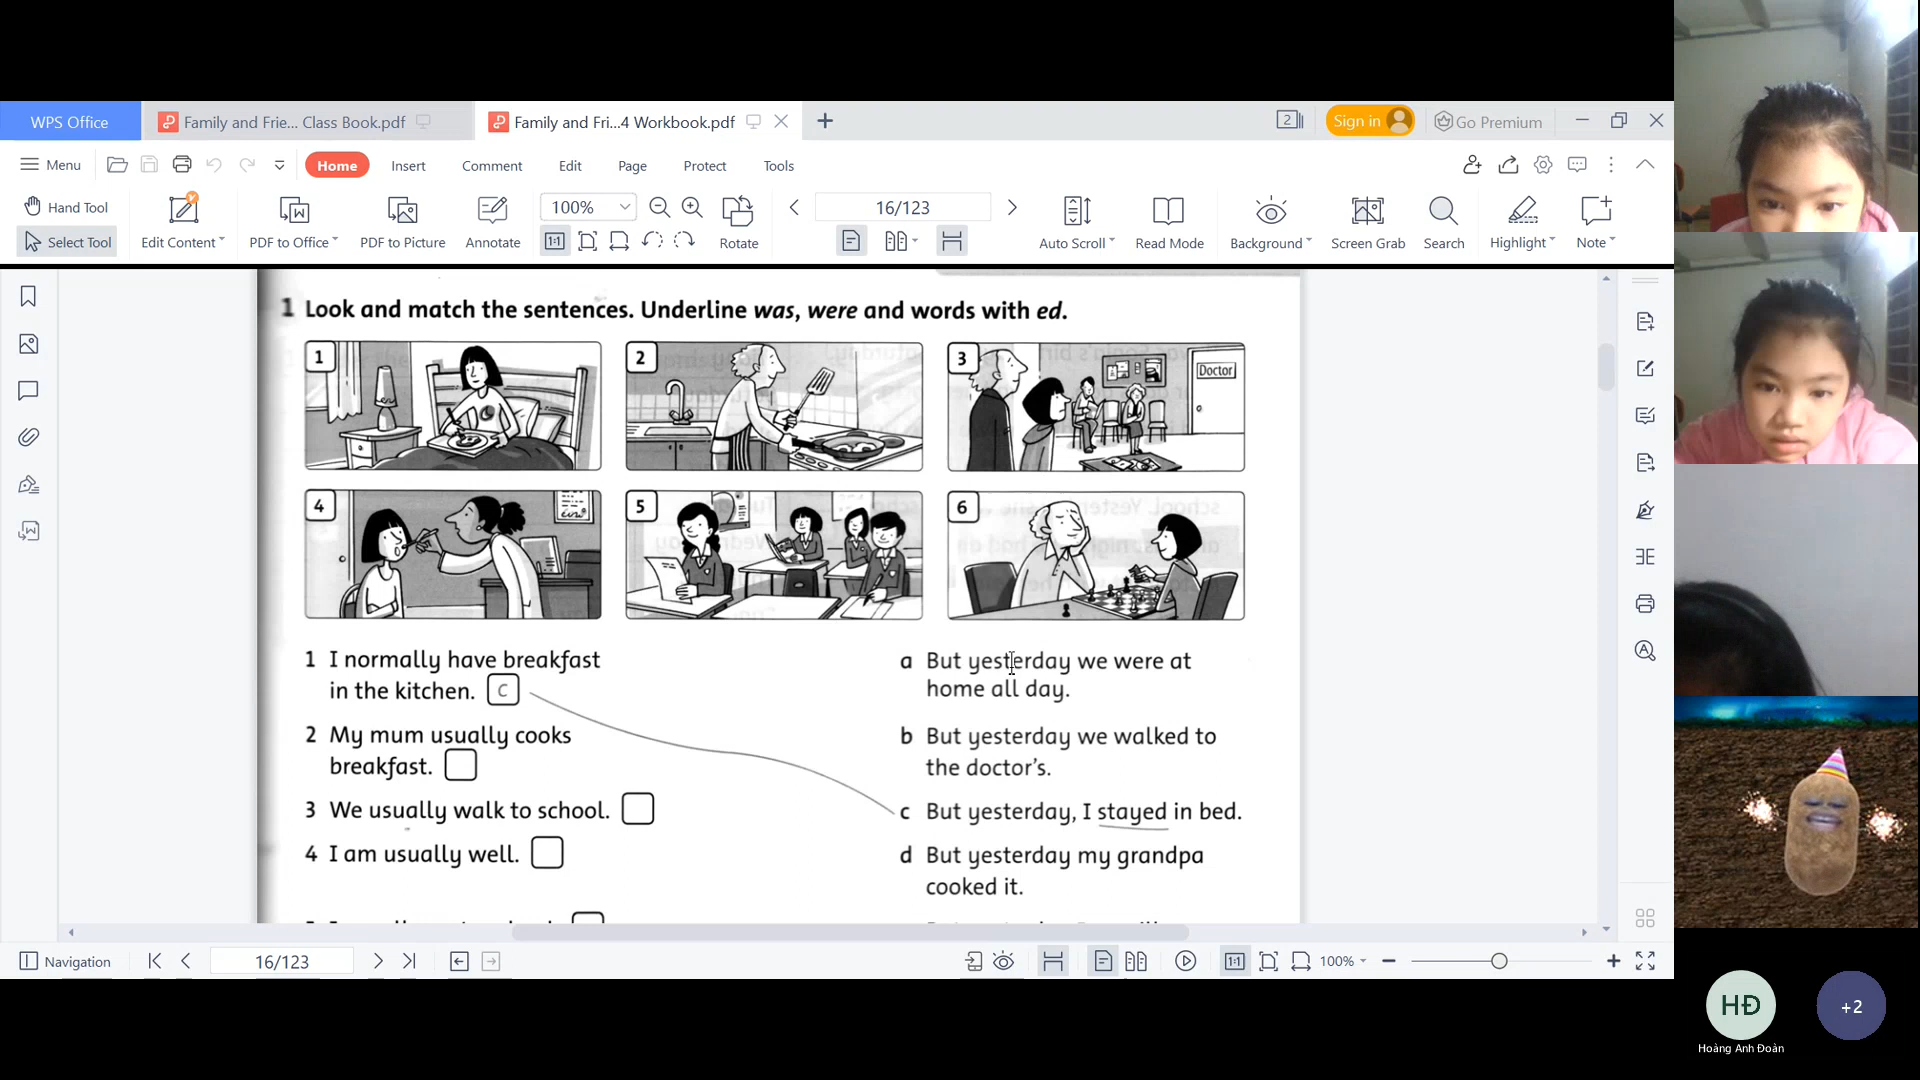 WPS Office
Family and Frie... Class Book.pdf
Family and Fri...4 Workbook.pdf
2
Sign in
Go Premium
Menu
Home
Insert
Comment
Edit
Page
Protect
Tools
Hand Tool
Select Tool
Edit Content
PDF to Office
PDF to Picture
Annotate
100%
1:1
Rotate
16/123
Auto Scroll
Read Mode
Background
Screen Grab
Search
Highlight
Note
1 Look and match the sentences. Underline was, were and words with ed.
1
2
3
Doctor
4
5
6
1 I normally have breakfast
in the kitchen. c
2 My mum usually cooks
breakfast.
3 We usually walk to school.
4 I am usually well.
a But yesterday we were at
home all day.
b But yesterday we walked to
the doctor's.
c But yesterday, I stayed in bed.
d But yesterday my grandpa
cooked it.
Navigation
16/123
1:1
100%
HĐ
Hoàng Anh Đoàn
+2